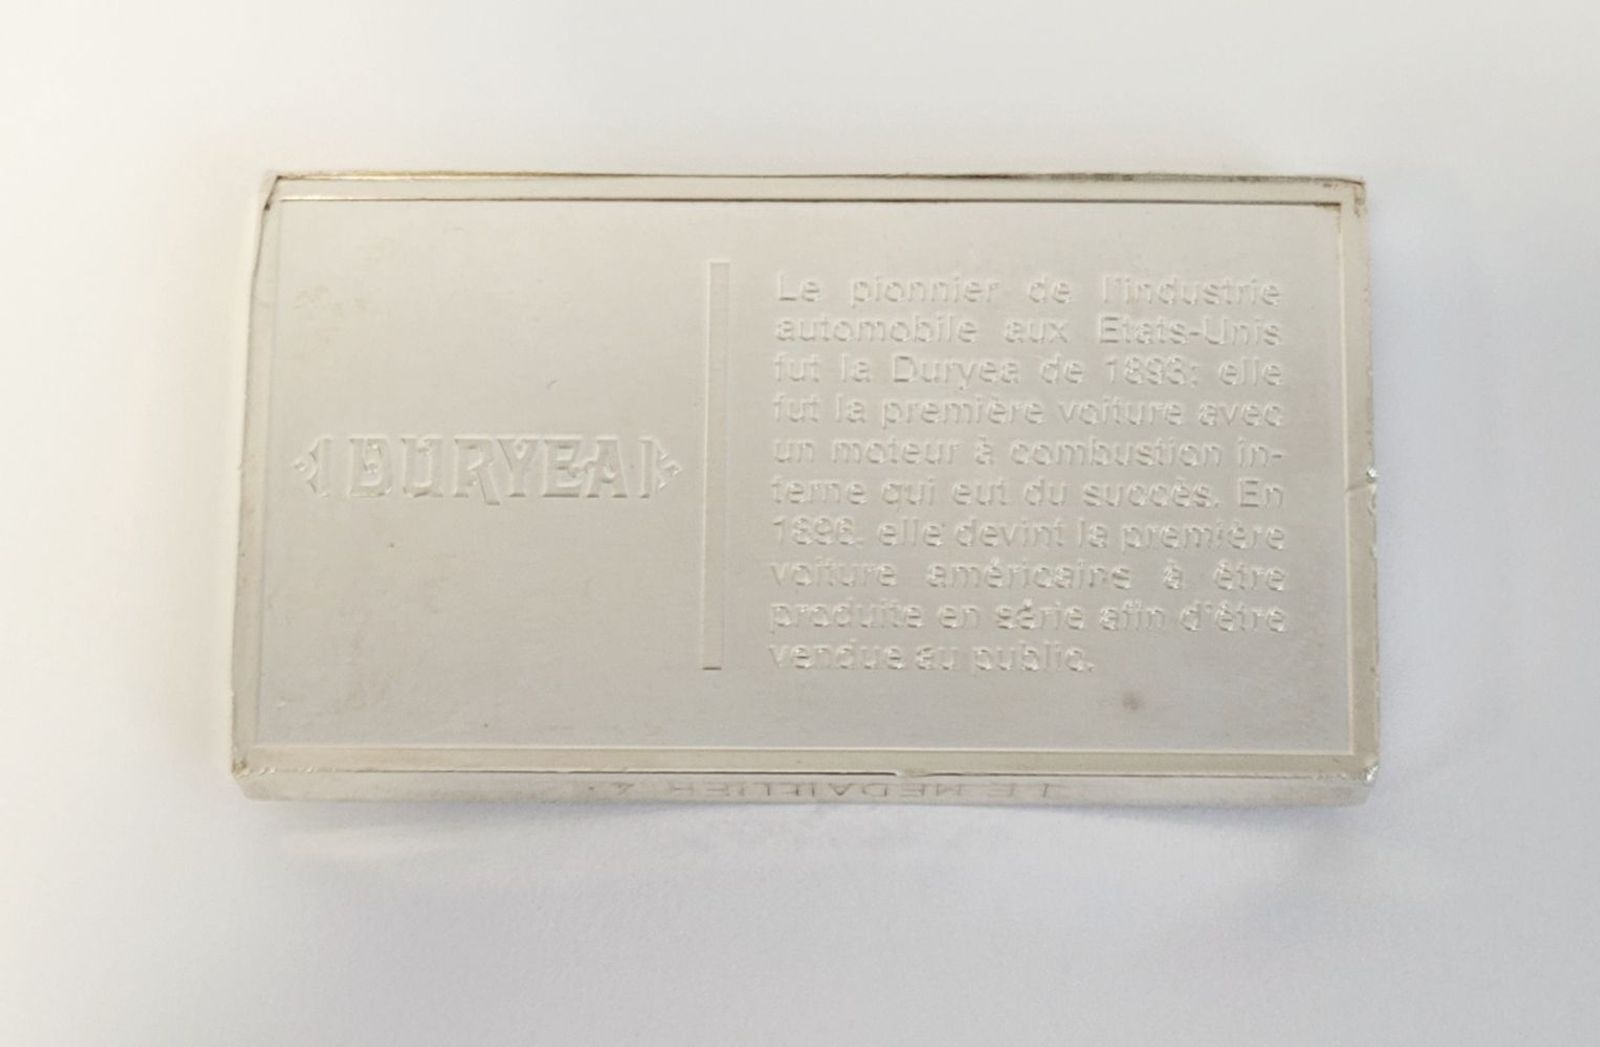 DURYEA
Le pionnier de l'industrie
automobile aux Etats-Unis
fut la Duryea de 1893; elle
fut la première voiture avec
un moteur à combustion in-
terne qui eut du succès. En
1896, elle devint la première
voiture américaine à être
produite en série afin d'être
vendue au public.
LE MEDAILLIER